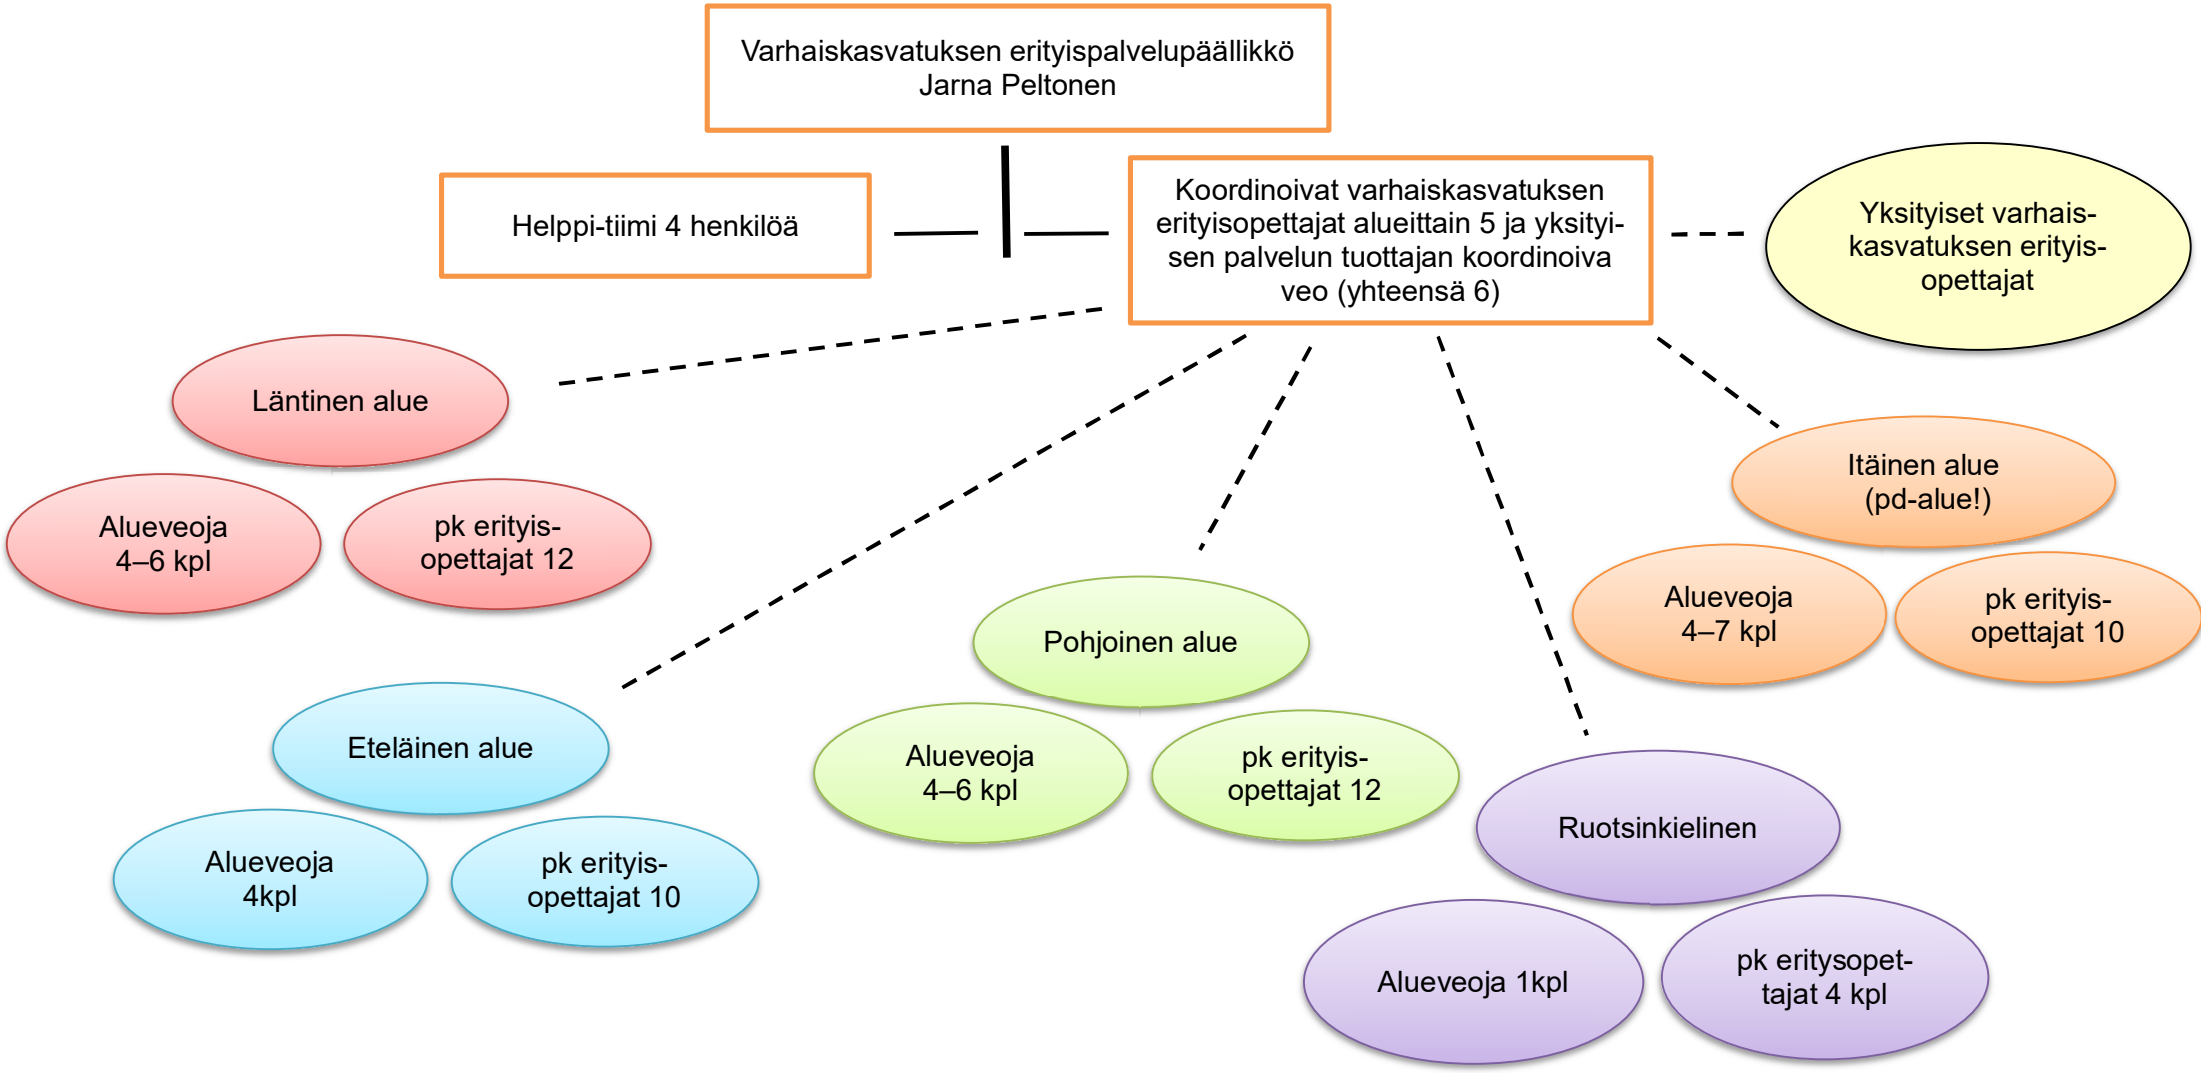 Varhaiskasvatuksen erityispalvelupäällikkö
Jarna Peltonen
Helppi-tiimi 4 henkilöä
Koordinoivat varhaiskasvatuksen
erityisopettajat alueittain 5 ja yksityi-
sen palvelun tuottajan koordinoiva
veo (yhteensä 6)
Yksityiset varhais-
kasvatuksen erityis-
opettajat
Läntinen alue
Alueveoja
4–6 kpl
pk erityis-
opettajat 12
Itäinen alue
(pd-alue!)
Alueveoja
4–7 kpl
pk erityis-
opettajat 10
Pohjoinen alue
Alueveoja
4–6 kpl
pk erityis-
opettajat 12
Eteläinen alue
Alueveoja
4kpl
pk erityis-
opettajat 10
Ruotsinkielinen
Alueveoja 1kpl
pk eritysopet-
tajat 4 kpl